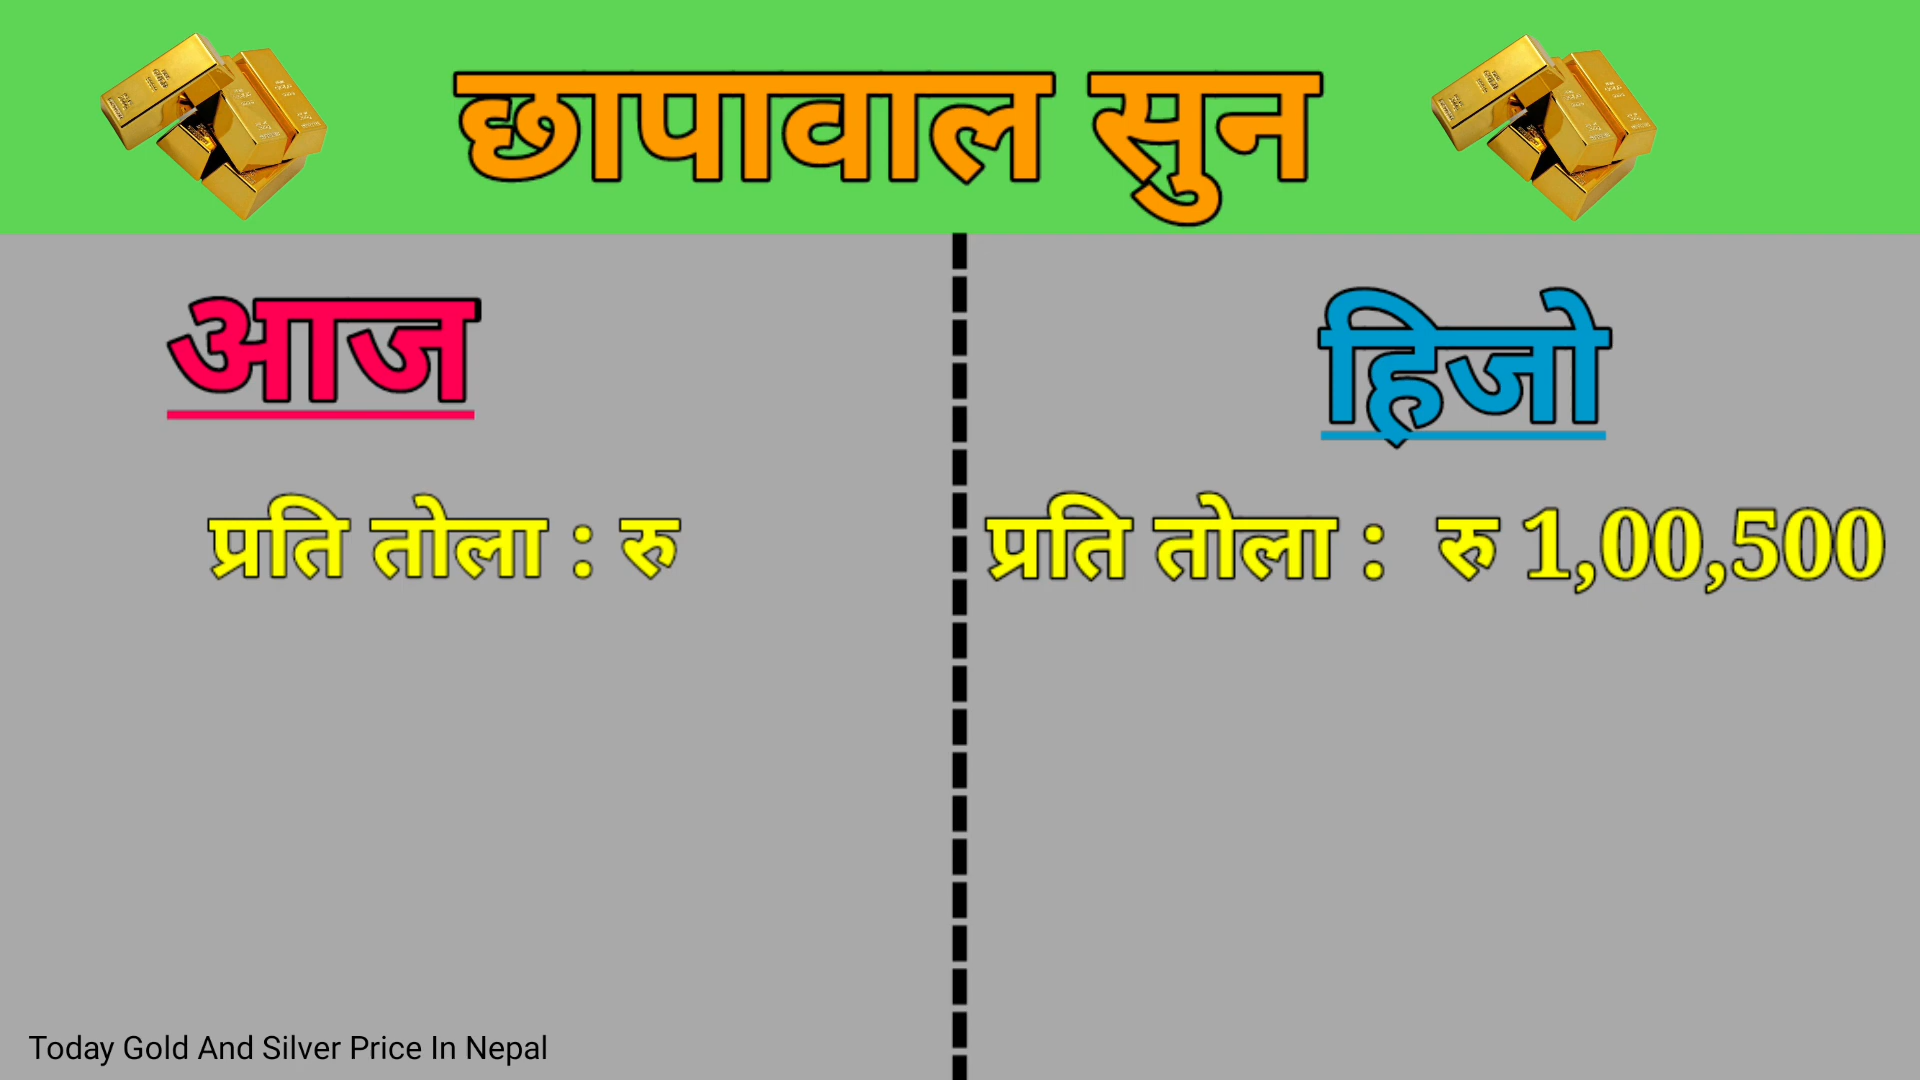 छापावाल सुन
आज
हिजो
प्रति तोला : रु
प्रति तोला : रु 1,00,500
Today Gold And Silver Price In Nepal